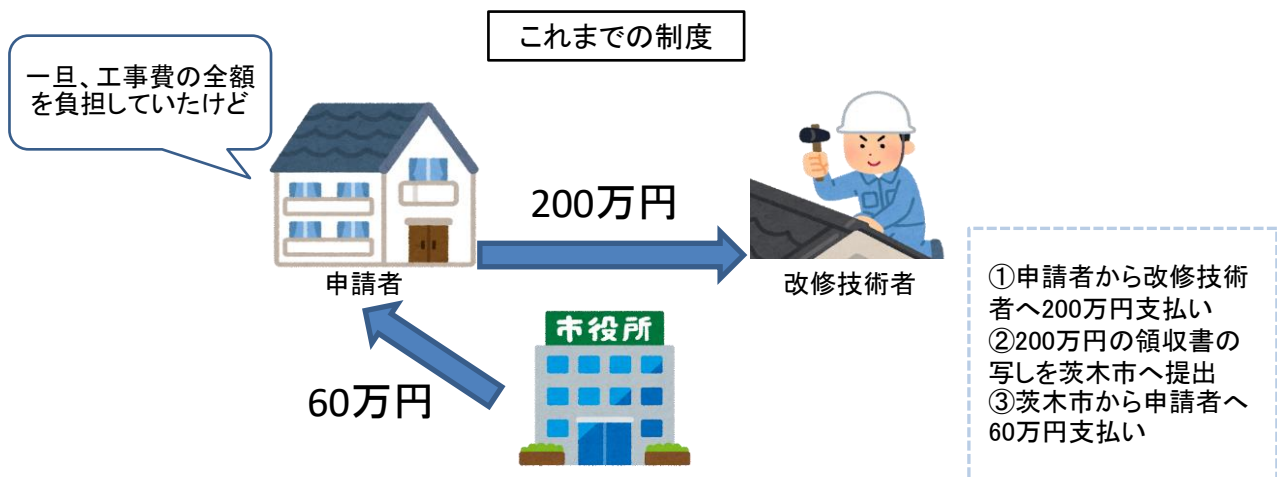 これまでの制度
一旦、工事費の全額
を負担していたけど
200万円
申請者
改修技術者
市役所
60万円
①申請者から改修技術
者へ200万円支払い
②200万円の領収書の
写しを茨木市へ提出
③茨木市から申請者へ
60万円支払い